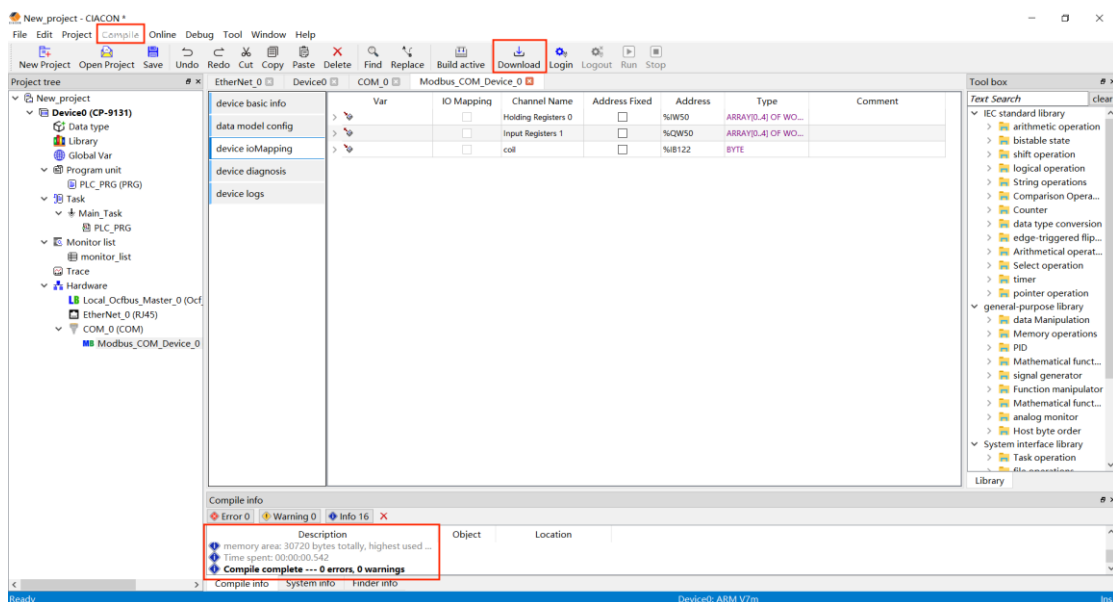 New_project - CIACON *
File Edit Project Compile Online Debug Tool Window Help
New Project Open Project Save Undo Redo Cut Copy Paste Delete Find Replace Build active Download Login Logout Run Stop
Project tree
New_project
Device0 (CP-9131)
Data type
Library
Global Var
Program unit
PLC_PRG (PRG)
Task
Main_Task
PLC_PRG
Monitor list
monitor_list
Trace
Hardware
LB Local_Ocfbus_Master_0 (Ocf
EtherNet_0 (RJ45)
COM_0 (COM)
MB Modbus_COM_Device_0
EtherNet_0 Device0 COM_0 Modbus_COM_Device_0
device basic info
data model config
device ioMapping
device diagnosis
device logs
Var IO Mapping Channel Name Address Fixed Address Type Comment
Holding Registers 0 %IW50 ARRAY[0..4] OF WO...
Input Registers 1 %QW50 ARRAY[0..4] OF WO...
coil %IB122 BYTE
Tool box
Text Search clear
IEC standard library
arithmetic operation
bistable state
shift operation
logical operation
String operations
Comparison Opera...
Counter
data type conversion
edge-triggered flip...
Arithmetical operat...
Select operation
timer
pointer operation
general-purpose library
data Manipulation
Memory operations
PID
Mathematical funct...
signal generator
Function manipulator
Mathematical funct...
analog monitor
Host byte order
System interface library
Task operation
file operations
Library
Compile info
Error 0 Warning 0 Info 16
Description Object Location
memory area: 30720 bytes totally, highest used ...
Time spent: 00:00:00.542
Compile complete --- 0 errors, 0 warnings
Compile info System info Finder info
Ready Device0: ARM V7m Ins